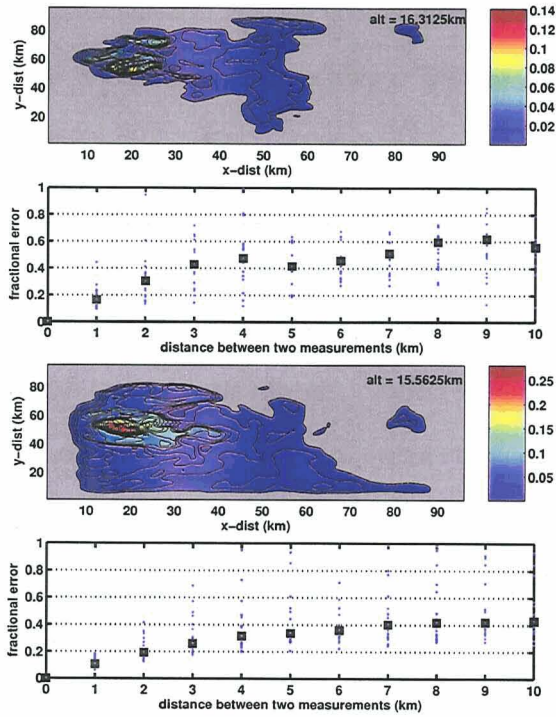 alt = 16.3125km
80
60
40
20
y-dist (km)
10 20 30 40 50 60 70 80 90
x-dist (km)
0.14
0.12
0.1
0.08
0.06
0.04
0.02
1
0.8
0.6
0.4
0.2
0
fractional error
0 1 2 3 4 5 6 7 8 9 10
distance between two measurements (km)
alt = 15.5625km
80
60
40
20
y-dist (km)
10 20 30 40 50 60 70 80 90
x-dist (km)
0.25
0.2
0.15
0.1
0.05
1
0.8
0.6
0.4
0.2
0
fractional error
0 1 2 3 4 5 6 7 8 9 10
distance between two measurements (km)